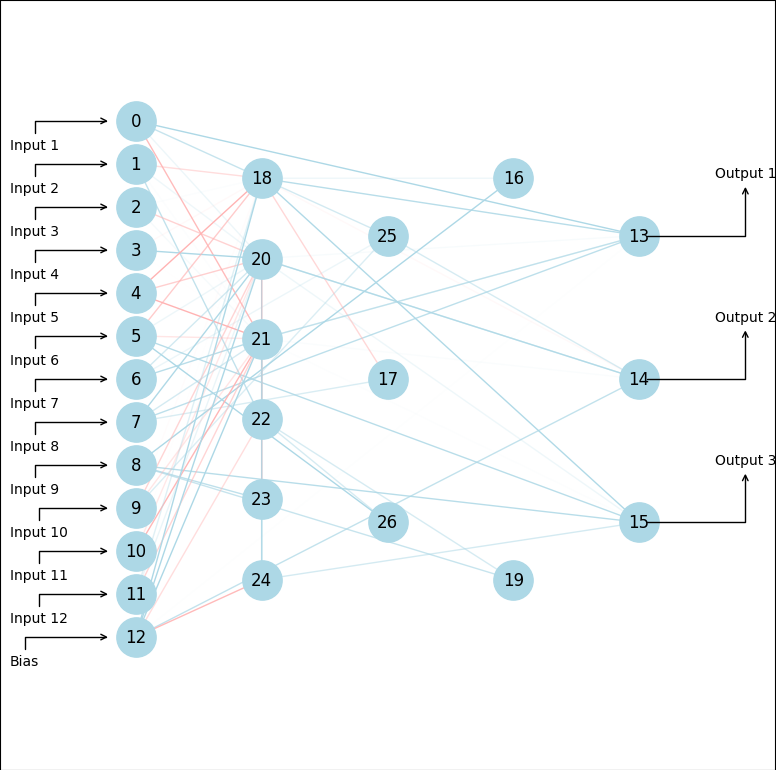 0
Input 1
1
Input 2
2
Input 3
3
Input 4
4
Input 5
5
Input 6
6
Input 7
7
Input 8
8
Input 9
9
Input 10
10
Input 11
11
Input 12
12
Bias
18
20
21
22
23
24
25
17
26
16
19
13
14
15
Output 1
Output 2
Output 3